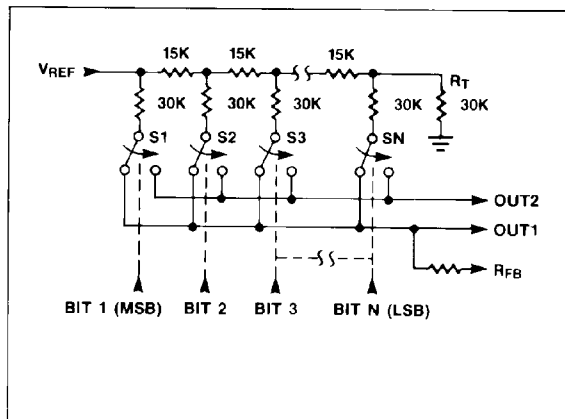 15K 15K 15K
VREF RT
30K 30K 30K 30K 30K
S1 S2 S3 SN
OUT2
OUT1
RFB
BIT 1 (MSB) BIT 2 BIT 3 BIT N (LSB)